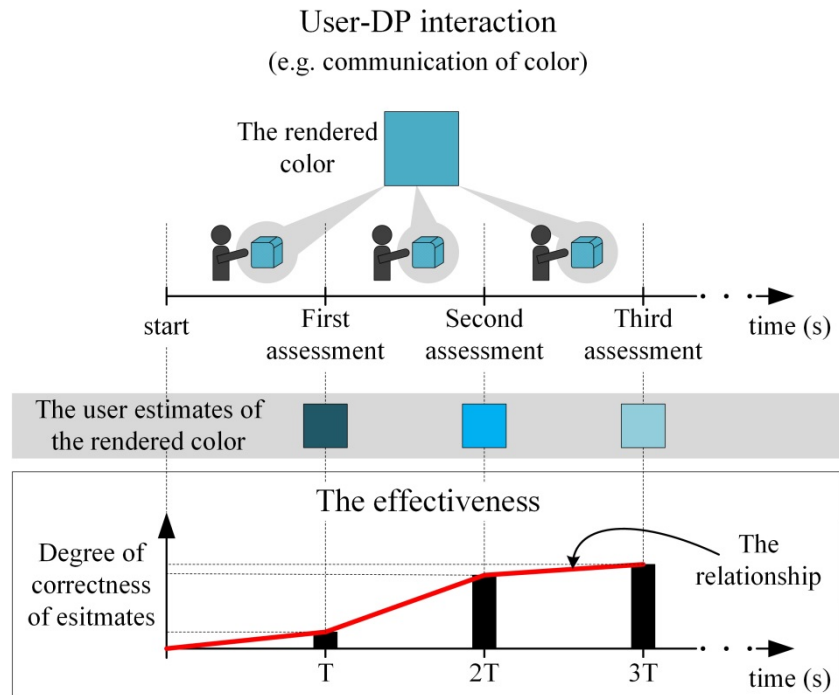 User-DP interaction
(e.g. communication of color)
The rendered
color
start
First
assessment
Second
assessment
Third
assessment
time (s)
The user estimates of
the rendered color
The effectiveness
Degree of
correctness
of esitmates
The
relationship
T
2T
3T
time (s)